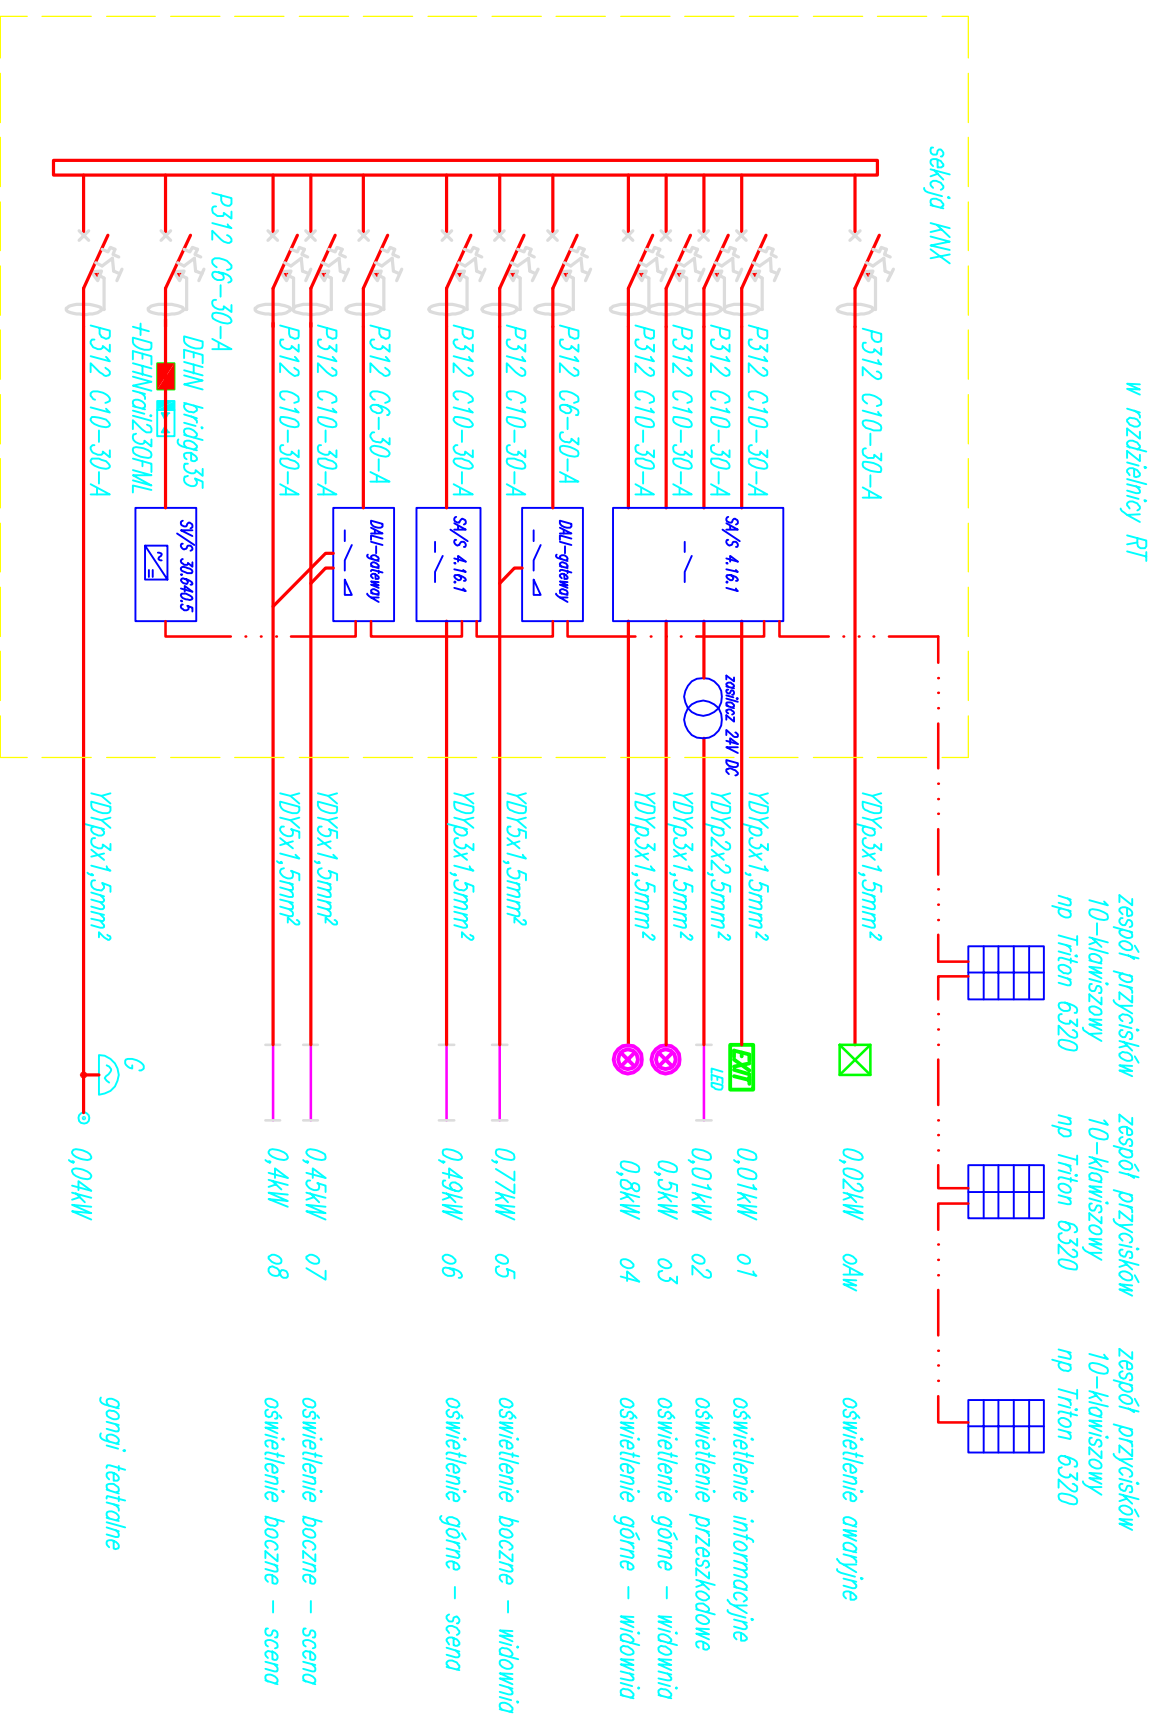 w rozdzielnicy RT
zespół przycisków
10-klawiszowy
np Triton 6320
zespół przycisków
10-klawiszowy
np Triton 6320
zespół przycisków
10-klawiszowy
np Triton 6320
sekcja KNX
P312 C10-30-A
YDYp3x1,5mm²
0,02kW
oAw
oświetlenie awaryjne
P312 C10-30-A
SA/S 4.16.1
zasilacz 24V DC
YDYp3x1,5mm²
EXIT
0,01kW
o1
oświetlenie informacyjne
P312 C10-30-A
YDYp2x2,5mm²
LED
0,01kW
o2
oświetlenie przeszkodowe
P312 C10-30-A
YDYp3x1,5mm²
0,5kW
o3
oświetlenie górne - widownia
P312 C10-30-A
YDYp3x1,5mm²
0,8kW
o4
oświetlenie górne - widownia
P312 C6-30-A
DALI-gateway
P312 C10-30-A
YDY5x1,5mm²
0,77kW
o5
oświetlenie boczne - widownia
P312 C10-30-A
SA/S 4.16.1
YDYp3x1,5mm²
0,49kW
o6
oświetlenie górne - scena
P312 C6-30-A
DALI-gateway
P312 C10-30-A
YDY5x1,5mm²
0,45kW
o7
oświetlenie boczne - scena
P312 C10-30-A
YDY5x1,5mm²
0,4kW
o8
oświetlenie boczne - scena
P312 C6-30-A
DEHN bridge35
+DEHNrail230FML
SV/S 30.640.5
G
P312 C10-30-A
YDYp3x1,5mm²
0,04kW
gongi teatralne